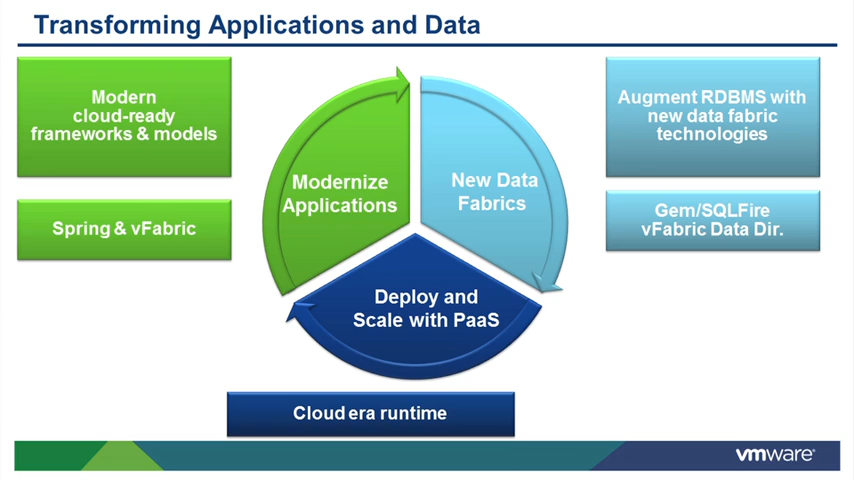 Transforming Applications and Data
Modern
cloud-ready
frameworks & models
Spring & vFabric
Modernize
Applications
New Data
Fabrics
Deploy and
Scale with PaaS
Augment RDBMS with
new data fabric
technologies
Gem/SQLFire
vFabric Data Dir.
Cloud era runtime
vmware®